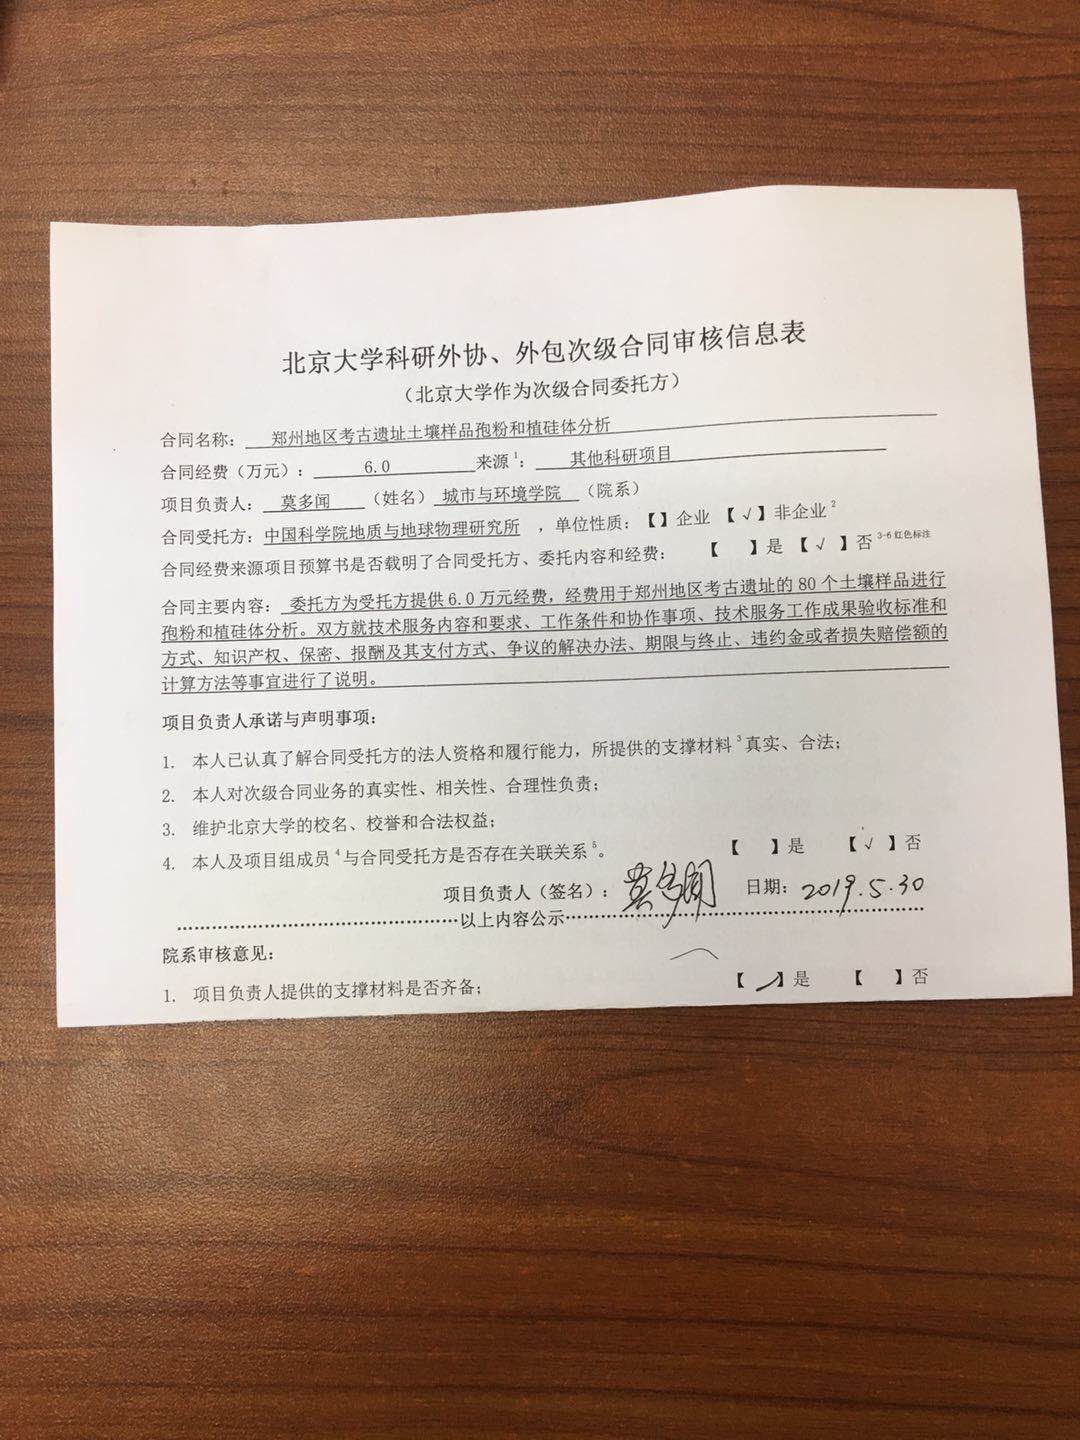 北京大学科研外协、外包次级合同审核信息表
（北京大学作为次级合同委托方）
合同名称： 郑州地区考古遗址土壤样品孢粉和植硅体分析
合同经费（万元）： 6.0 来源1： 其他科研项目
项目负责人： 莫多闻 （姓名） 城市与环境学院 （院系）
合同受托方：中国科学院地质与地球物理研究所 ，单位性质：【】企业 【√】非企业2
合同经费来源项目预算书是否载明了合同受托方、委托内容和经费： 【 】是 【√ 】否3-6红色标注
合同主要内容： 委托方为受托方提供6.0万元经费，经费用于郑州地区考古遗址的80个土壤样品进行
孢粉和植硅体分析。双方就技术服务内容和要求、工作条件和协作事项、技术服务工作成果验收标准和
方式、知识产权、保密、报酬及其支付方式、争议的解决办法、期限与终止、违约金或者损失赔偿额的
计算方法等事宜进行了说明。
项目负责人承诺与声明事项：
1. 本人已认真了解合同受托方的法人资格和履行能力，所提供的支撑材料3真实、合法；
2. 本人对次级合同业务的真实性、相关性、合理性负责；
3. 维护北京大学的校名、校誉和合法权益；
4. 本人及项目组成员4与合同受托方是否存在关联关系5。 【 】是 【√ 】否
项目负责人（签名）：莫多闻 日期：2019.5.30
以上内容公示
院系审核意见：
1. 项目负责人提供的支撑材料是否齐备； 【✓】是 【 】否